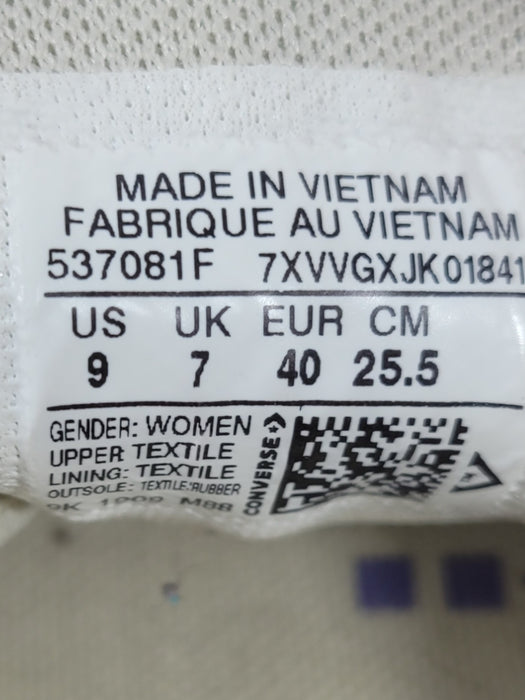 MADE IN VIETNAM
FABRIQUE AU VIETNAM
537081F 7XVVGXJK01841
US UK EUR CM
9 7 40 25.5
GENDER: WOMEN
UPPER TEXTILE
LINING: TEXTILE
OUTSOLE: TEXTILE/RUBBER
CONVERSE